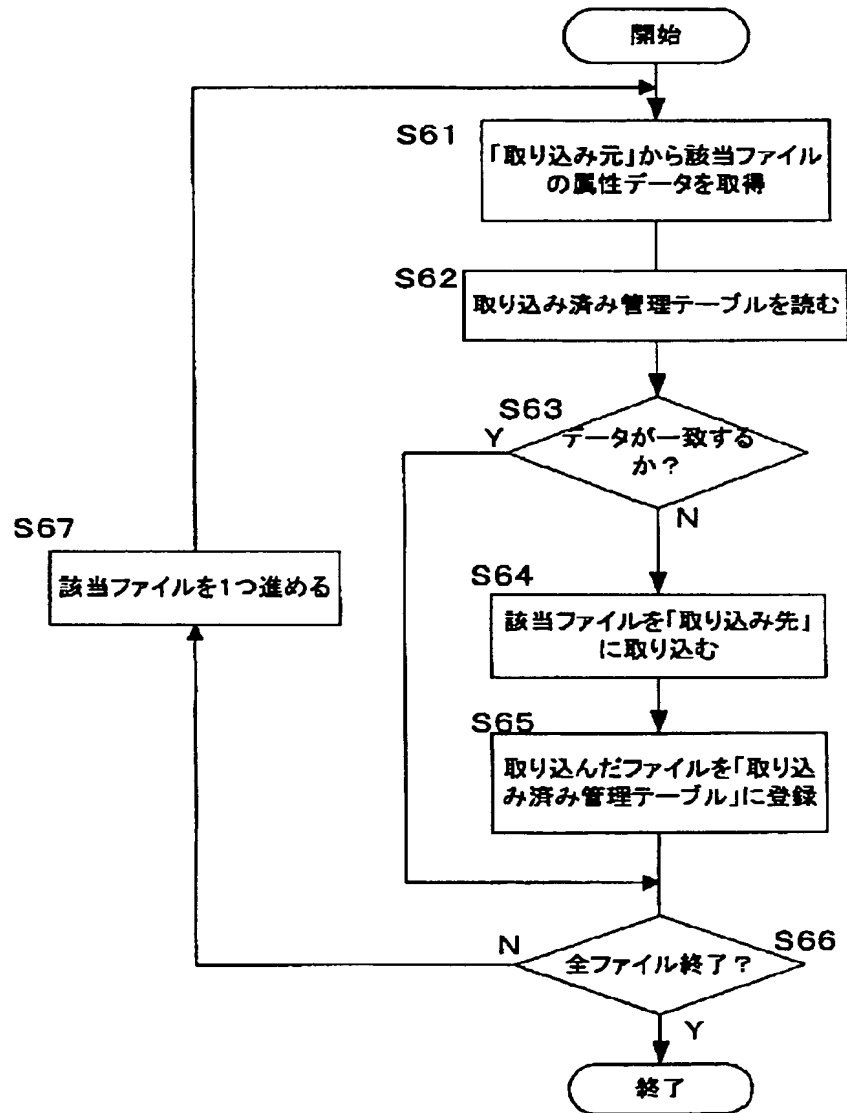 開始
S61
「取り込み元」から該当ファイル
の属性データを取得
S62
取り込み済み管理テーブルを読む
S63
データが一致する
か？
Y
N
S64
該当ファイルを「取り込み先」
に取り込む
S65
取り込んだファイルを「取り込
み済み管理テーブル」に登録
S66
全ファイル終了？
N
Y
S67
該当ファイルを1つ進める
終了